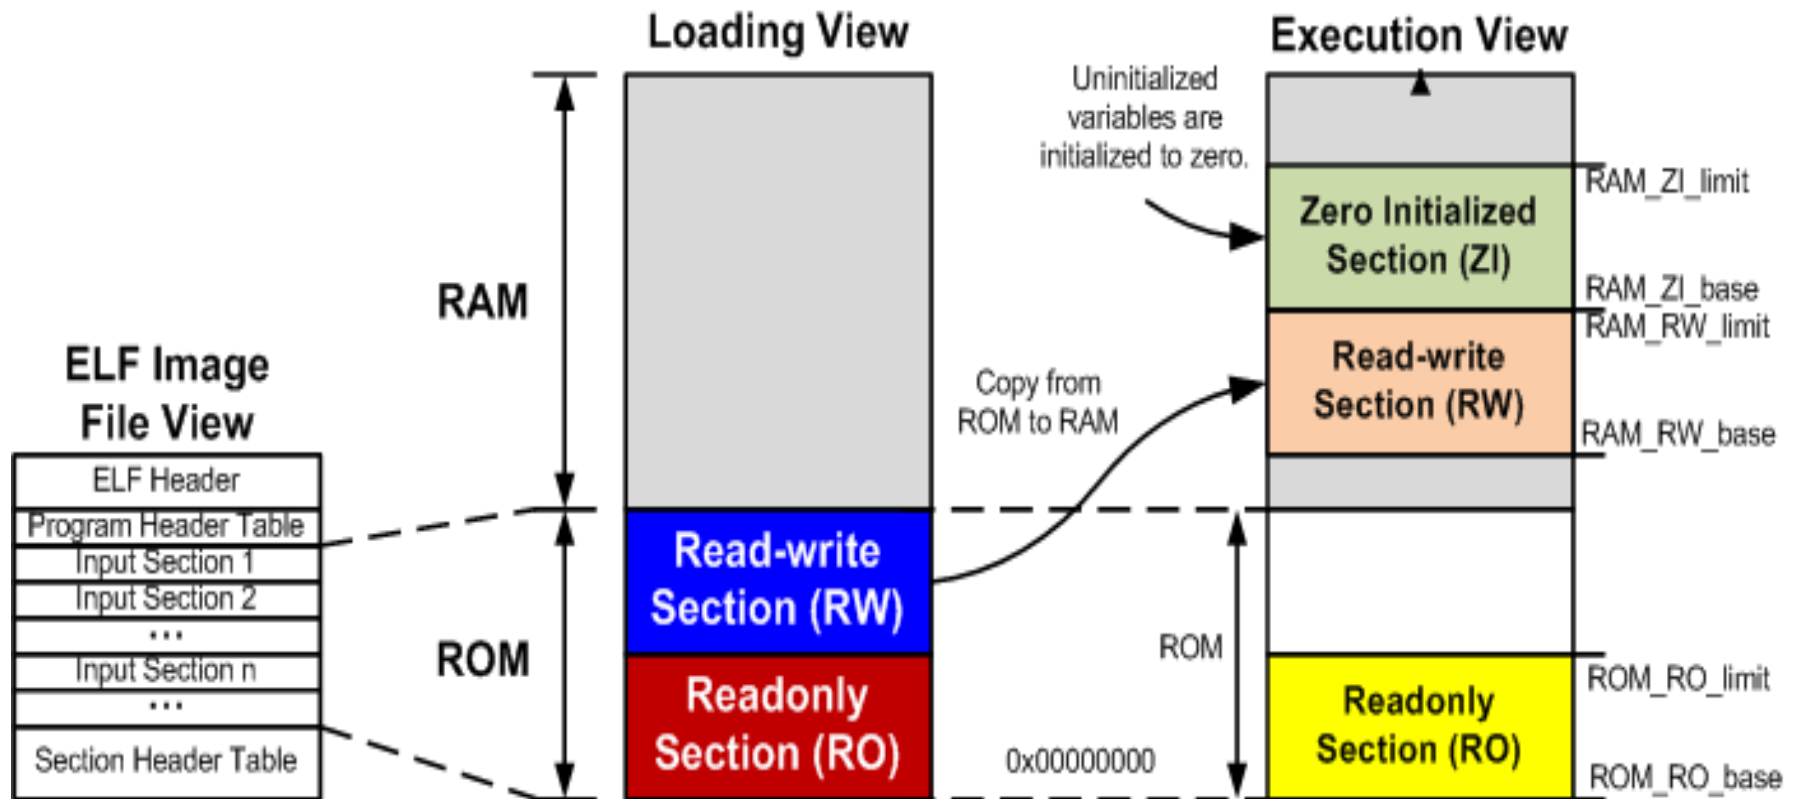 Loading View
Execution View
Uninitialized
variables are
initialized to zero.
RAM_ZI_limit
Zero Initialized
Section (ZI)
RAM_ZI_base
RAM
RAM_RW_limit
Read-write
Section (RW)
RAM_RW_base
Copy from
ROM to RAM
ELF Image
File View
ELF Header
Program Header Table
Input Section 1
Input Section 2
...
Input Section n
...
Section Header Table
Read-write
Section (RW)
ROM
Readonly
Section (RO)
0x00000000
ROM
ROM_RO_limit
Readonly
Section (RO)
ROM_RO_base